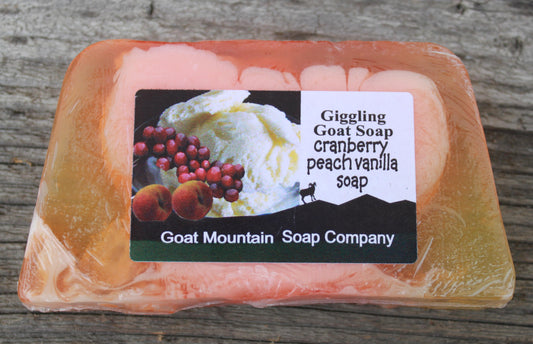 Giggling
Goat Soap
cranberry
peach vanilla
soap
Goat Mountain Soap Company